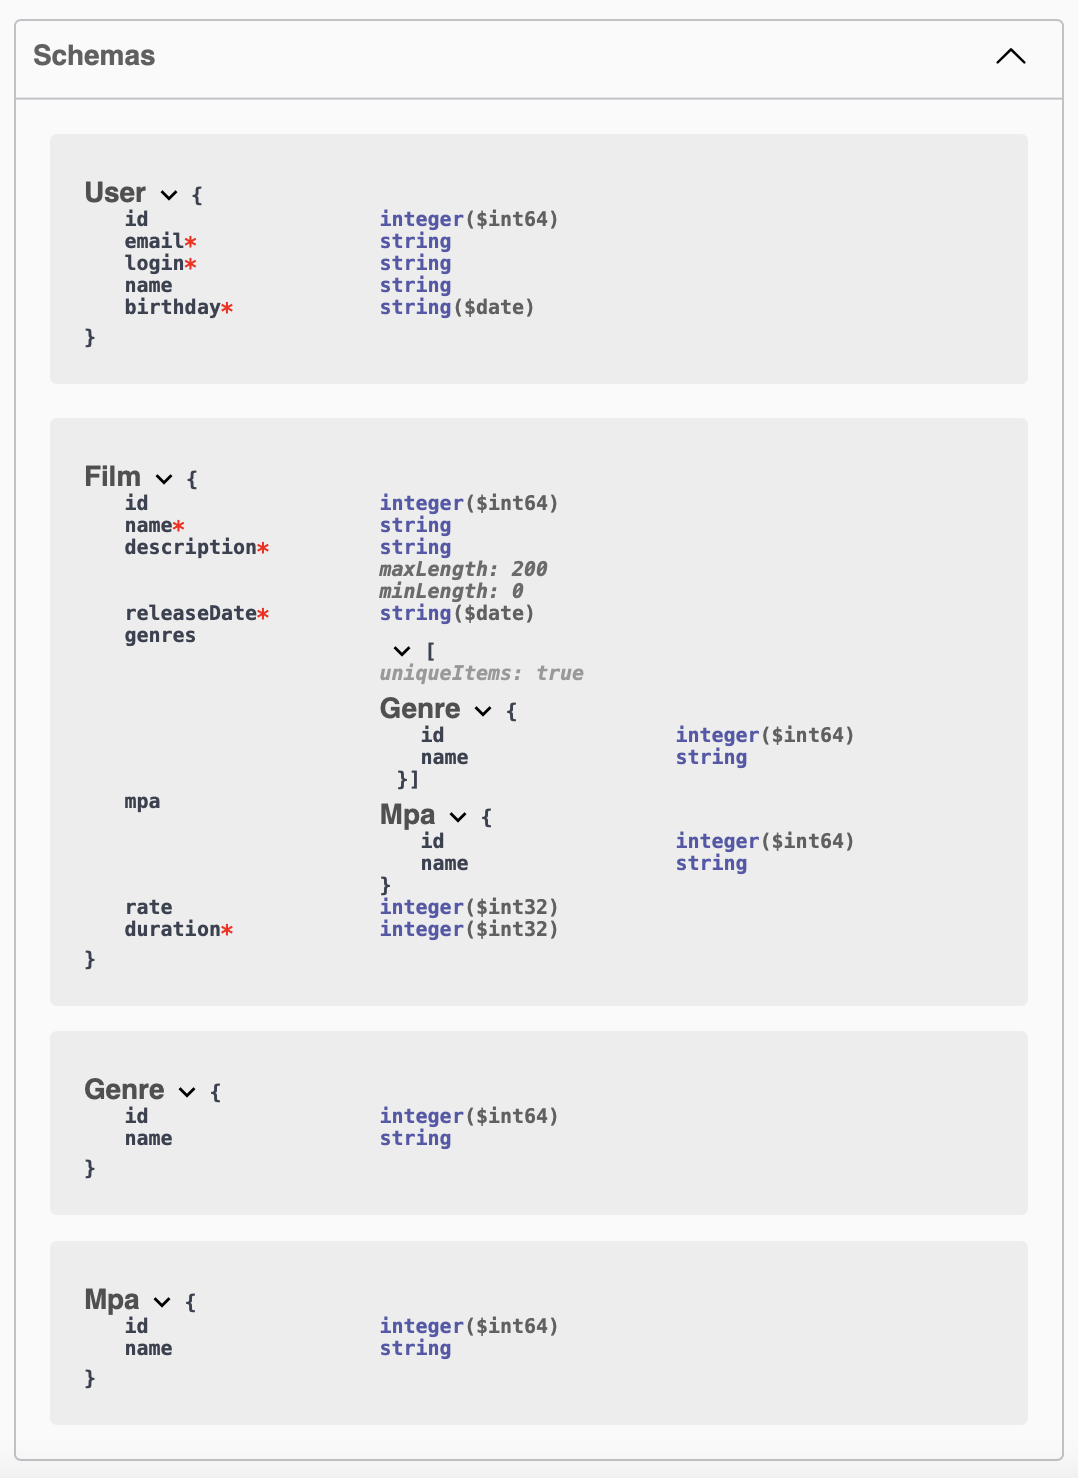 Schemas
User {
id integer($int64)
email* string
login* string
name string
birthday* string($date)
}
Film {
id integer($int64)
name* string
description* string
maxLength: 200
minLength: 0
releaseDate* string($date)
genres [
uniqueItems: true
Genre {
id integer($int64)
name string
}]
mpa Mpa {
id integer($int64)
name string
}
rate integer($int32)
duration* integer($int32)
}
Genre {
id integer($int64)
name string
}
Mpa {
id integer($int64)
name string
}